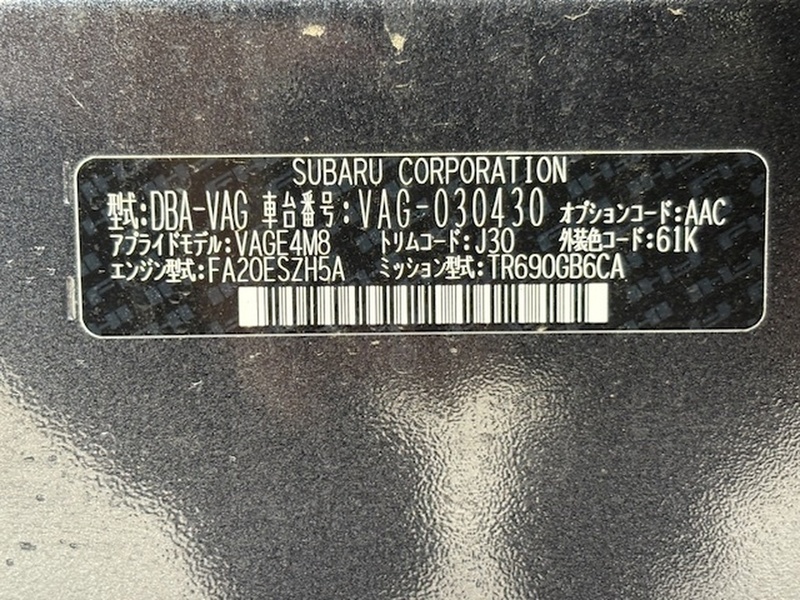 SUBARU CORPORATION
型式:DBA-VAG 車台番号:VAG-030430 オプションコード:AAC
アプライドモデル:VAGE4M8 トリムコード:J30 外装色コード:61K
エンジン型式:FA20ESZH5A ミッション型式:TR690GB6CA